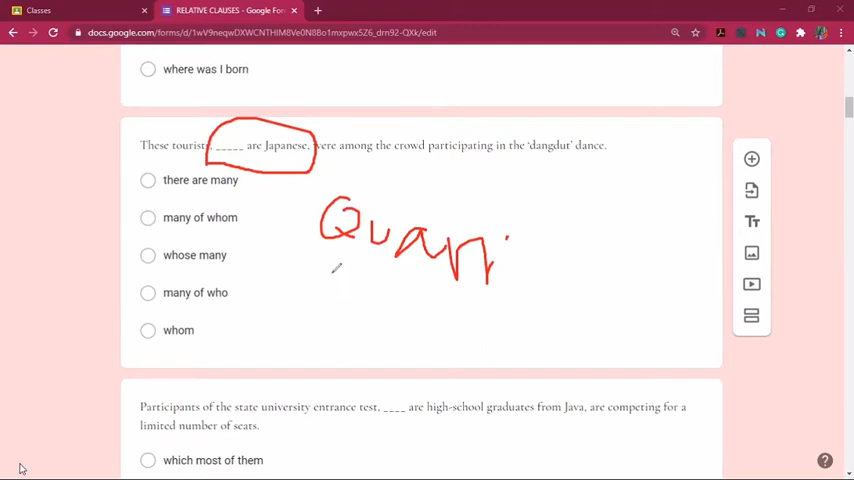 Classes
RELATIVE CLAUSES - Google For
docs.google.com/forms/d/1wV9neqwDXWCNTHIM8Ve0N8Bo1mxpwx5Z6_drn92-QXk/edit
where was I born
These tourists, _____ are Japanese, were among the crowd participating in the ‘dangdut’ dance.
there are many
many of whom
whose many
many of who
whom
Participants of the state university entrance test, ____ are high-school graduates from Java, are competing for a
limited number of seats.
which most of them